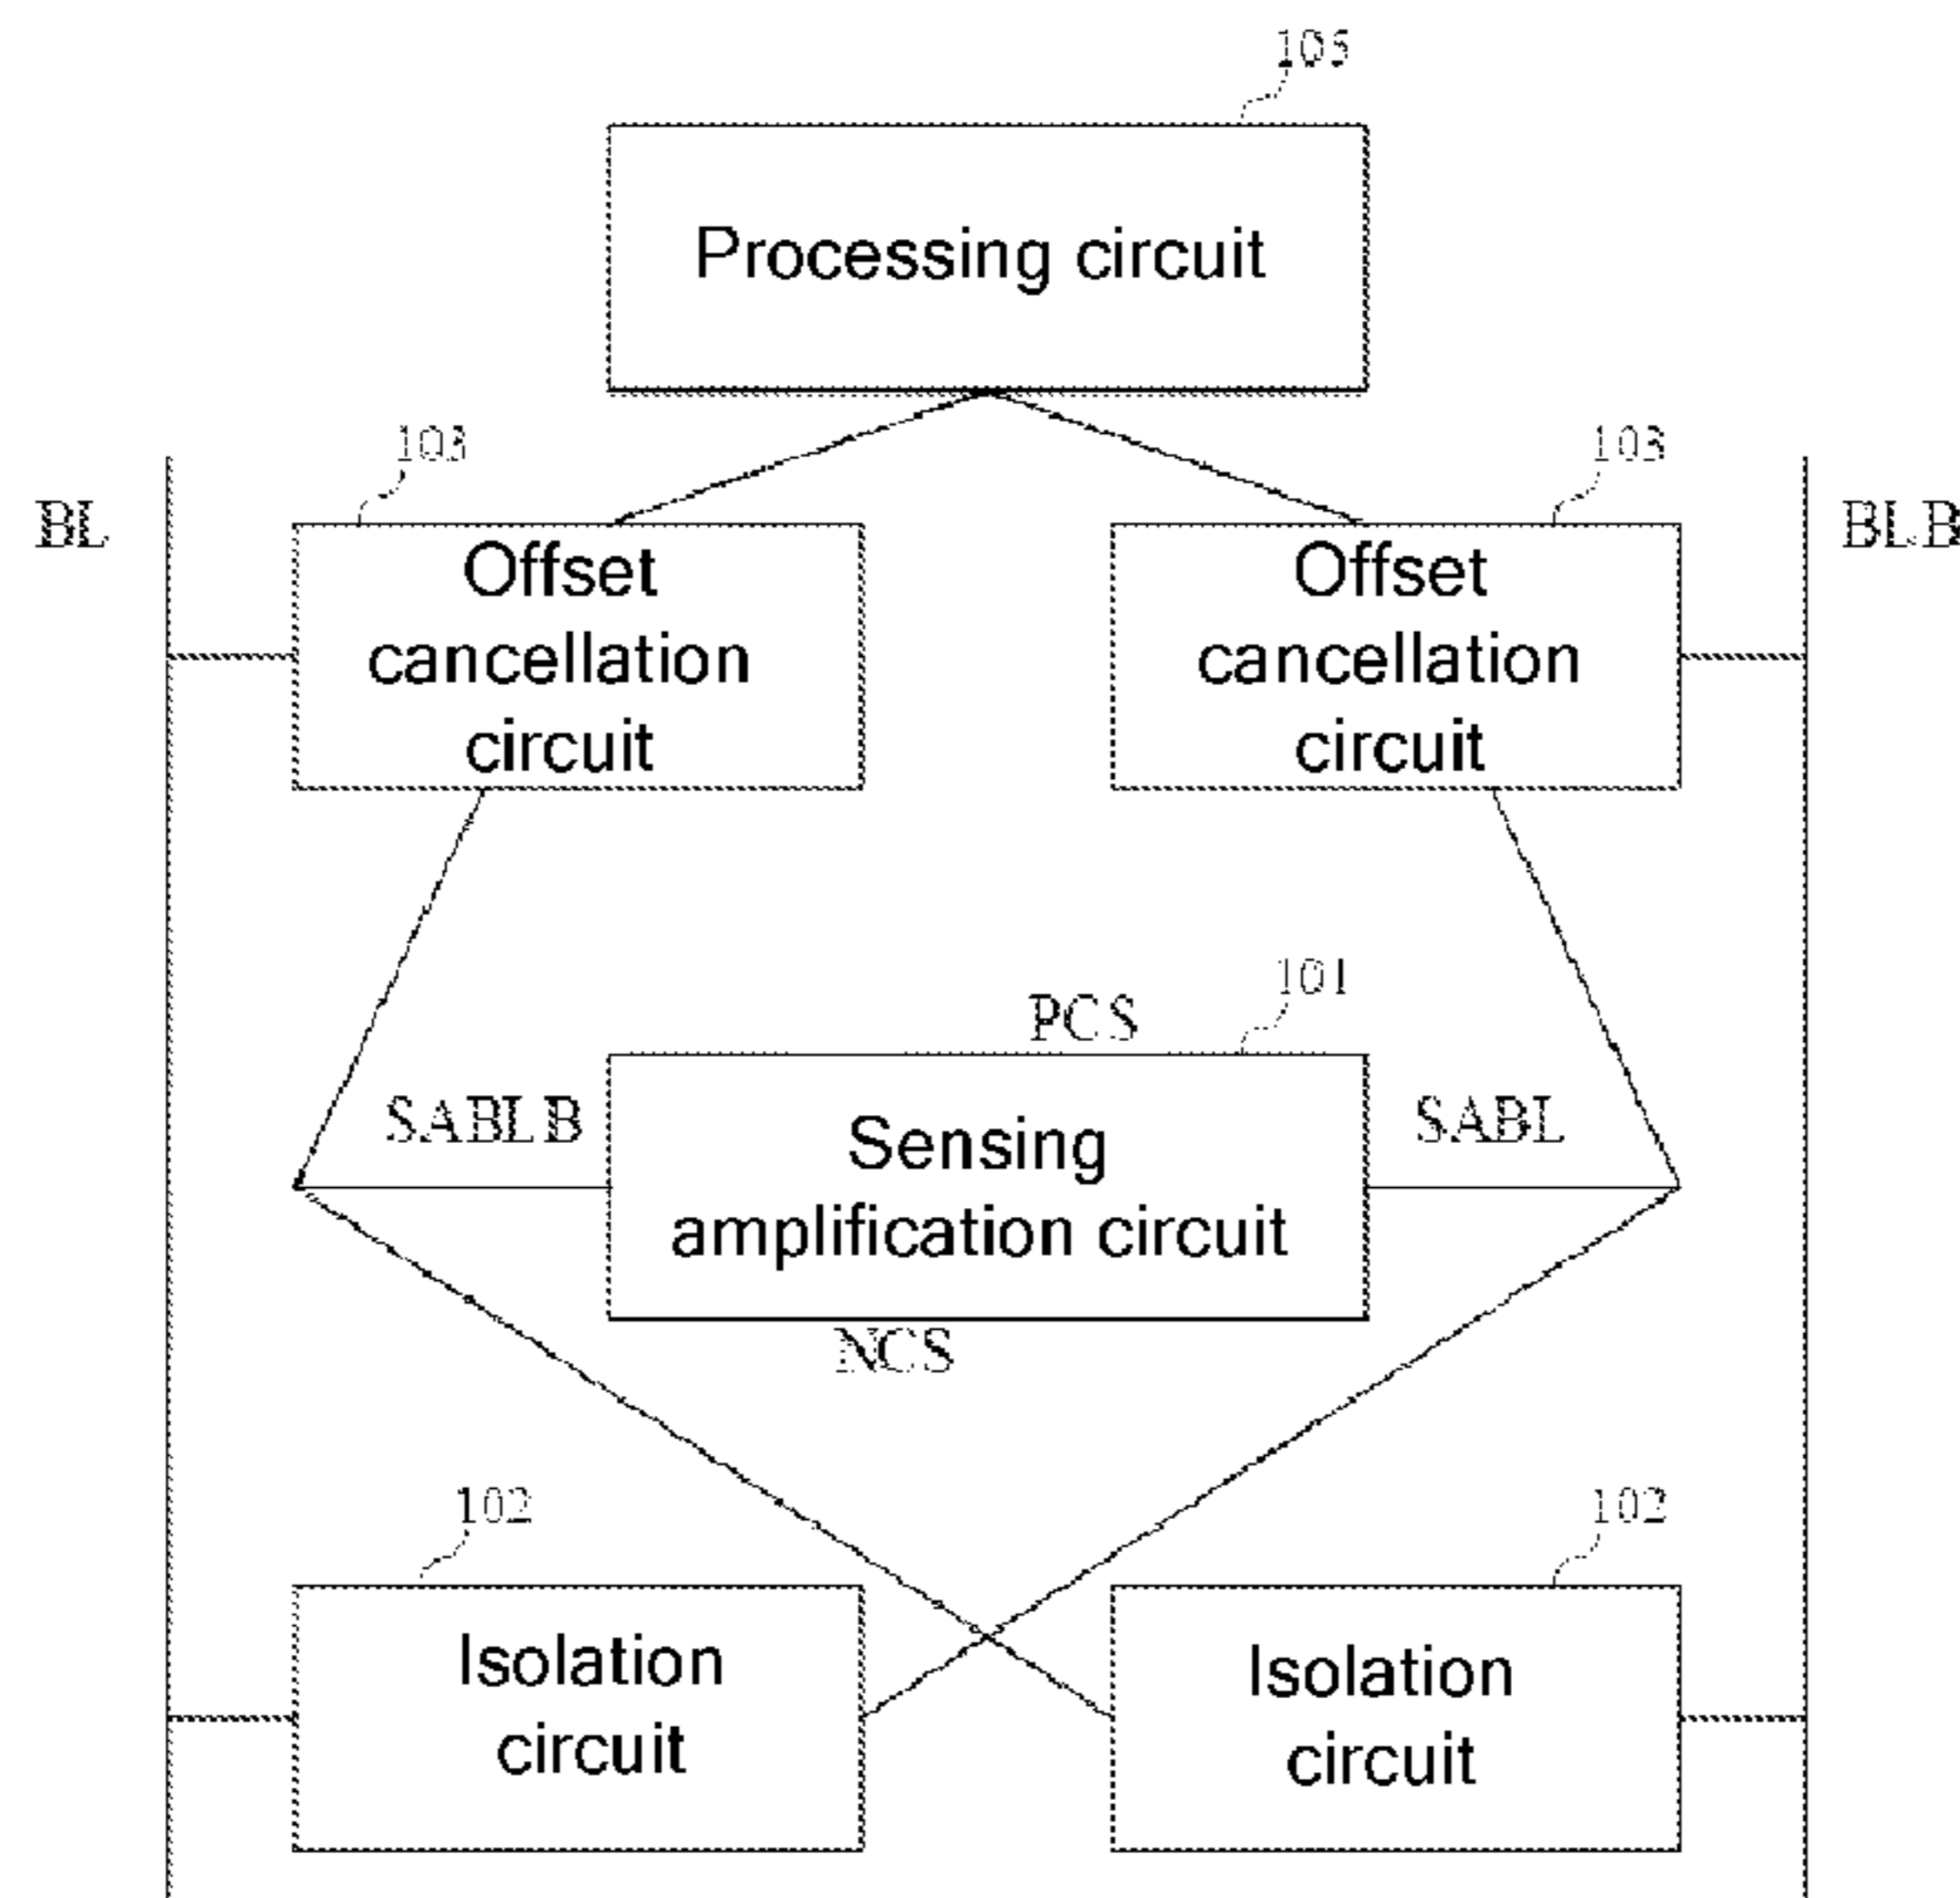 105
Processing circuit
103
103
BL
BLB
Offset
cancellation
circuit
Offset
cancellation
circuit
PCS
101
SABLB
SABL
Sensing
amplification circuit
NCS
102
102
Isolation
circuit
Isolation
circuit